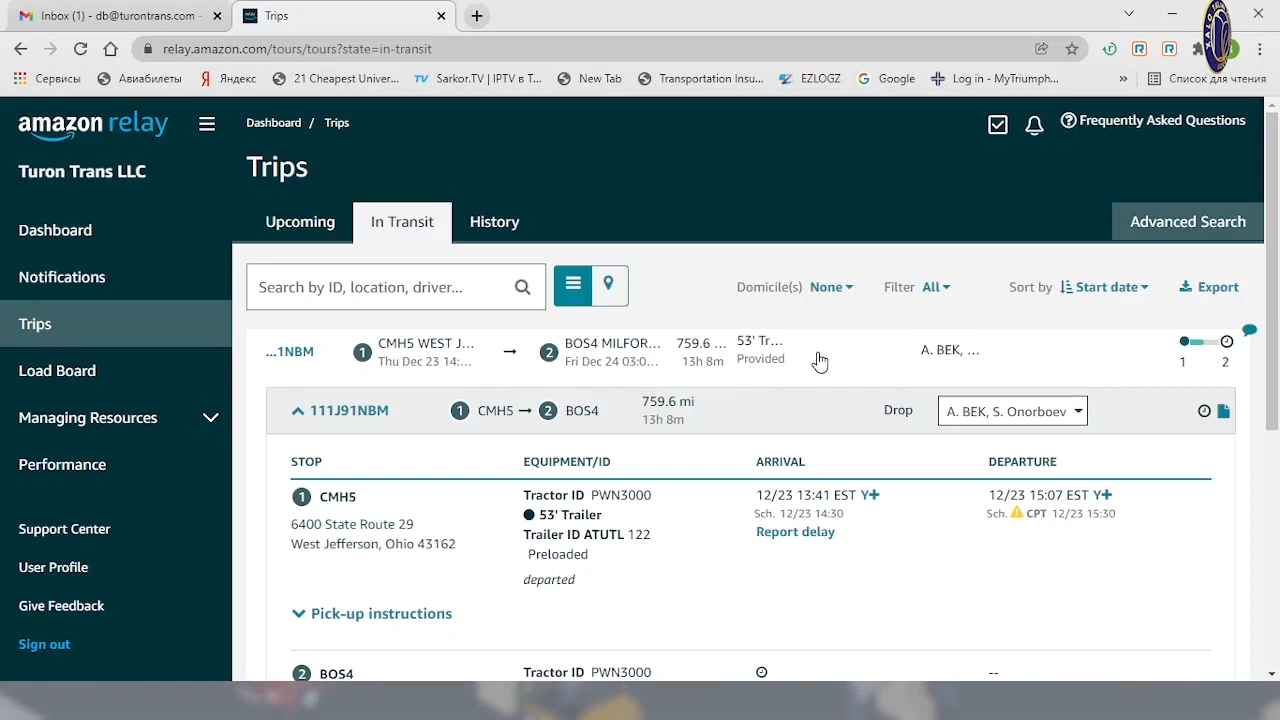 Inbox (1) - db@turontrans.com -
Trips
relay.amazon.com/tours/tours?state=in-transit
Сервисы
Авиабилеты
Яндекс
21 Cheapest Univer...
Sarkor.TV | IPTV в Т...
New Tab
Transportation Insu...
EZLOGZ
Google
Log in - MyTriumph...
»
Список для чтения
XALQ
amazon relay
Dashboard / Trips
Frequently Asked Questions
Turon Trans LLC
Trips
Upcoming
In Transit
History
Advanced Search
Dashboard
Notifications
Trips
Load Board
Managing Resources
Performance
Support Center
User Profile
Give Feedback
Sign out
Search by ID, location, driver...
Domicile(s) None
Filter All
Sort by Start date
Export
...1NBM
1 CMH5 WEST J...
Thu Dec 23 14:...
→
2 BOS4 MILFOR...
Fri Dec 24 03:0...
759.6 ...
13h 8m
53' Tr...
Provided
A. BEK, ...
1 2
111J91NBM
1 CMH5 → 2 BOS4
759.6 mi
13h 8m
Drop
A. BEK, S. Onorboev
STOP EQUIPMENT/ID ARRIVAL DEPARTURE
1 CMH5
6400 State Route 29
West Jefferson, Ohio 43162
Tractor ID PWN3000
53' Trailer
Trailer ID ATUTL 122
Preloaded
departed
12/23 13:41 EST Y+
Sch. 12/23 14:30
Report delay
12/23 15:07 EST Y+
Sch. CPT 12/23 15:30
Pick-up instructions
2 BOS4
Tractor ID PWN3000
--